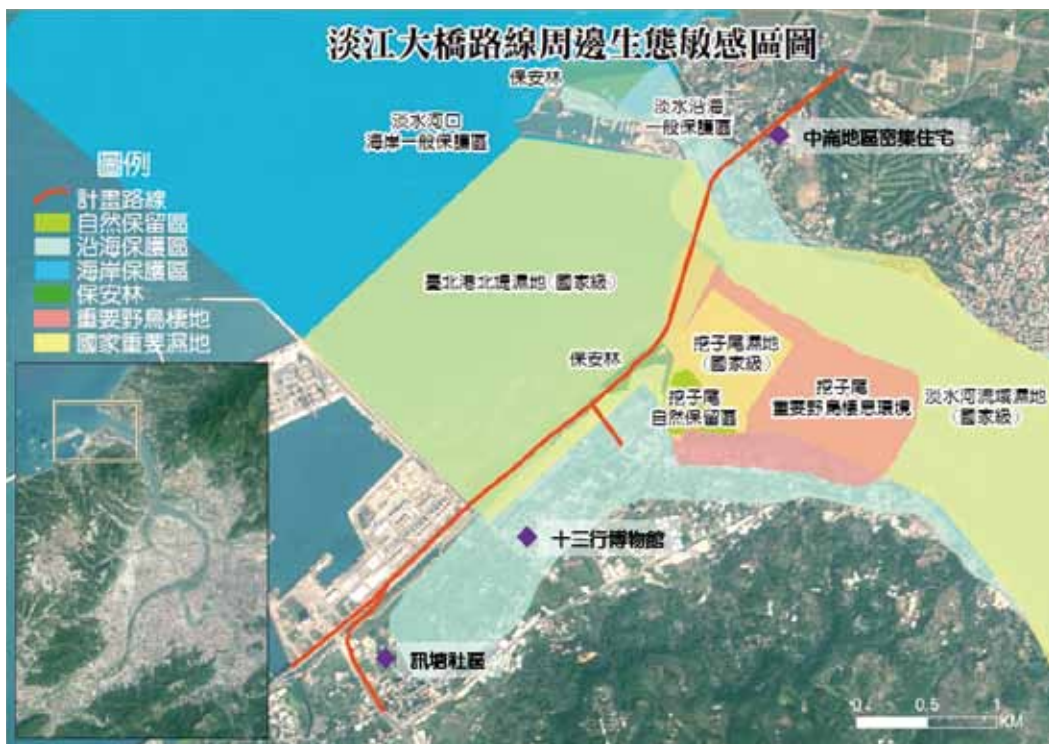 淡江大橋路線周邊生態敏感區圖
保安林
淡水河口
海岸一般保護區
淡水沿海
一般保護區
中崙地區密集住宅
圖例
計畫路線
自然保留區
沿海保護區
海岸保護區
保安林
重要野鳥棲地
國家重要濕地
臺北港北堤濕地(國家級)
保安林
挖子尾濕地
(國家級)
挖子尾
自然保留區
挖子尾
重要野鳥棲息環境
淡水河流域濕地
(國家級)
十三行博物館
訊塘社區
0 0.5 1
KM